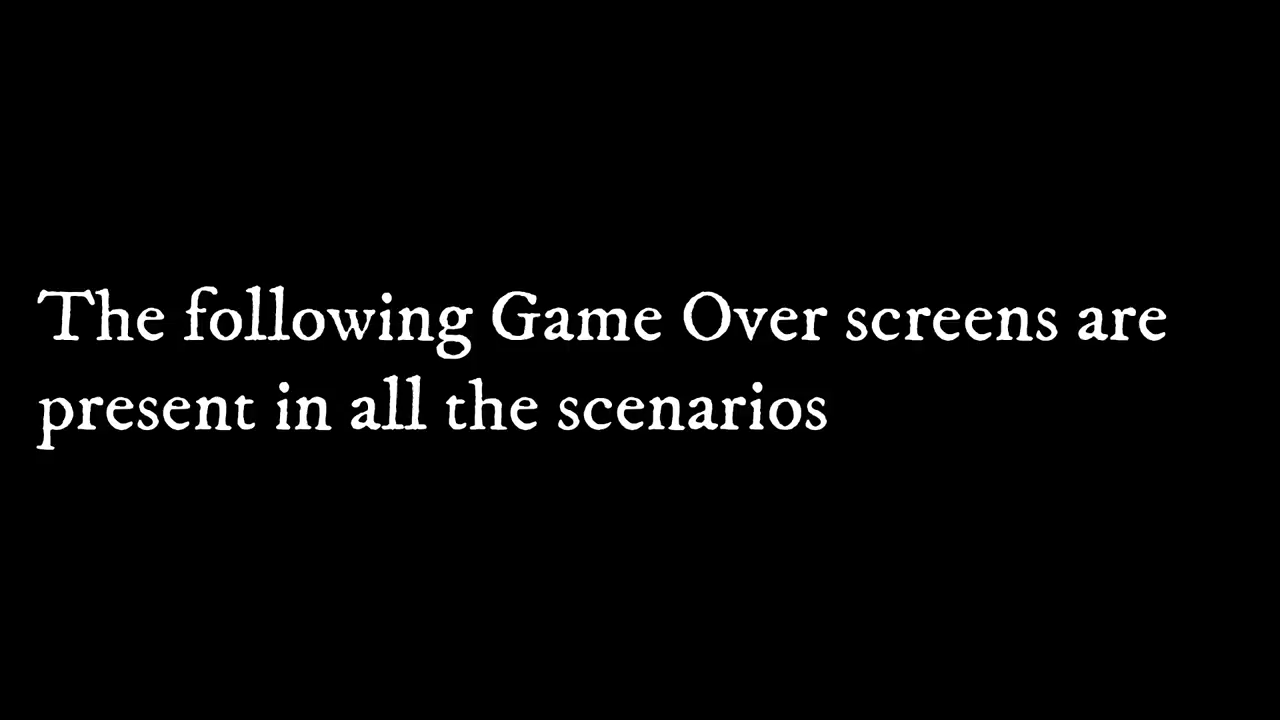 The following Game Over screens are
present in all the scenarios